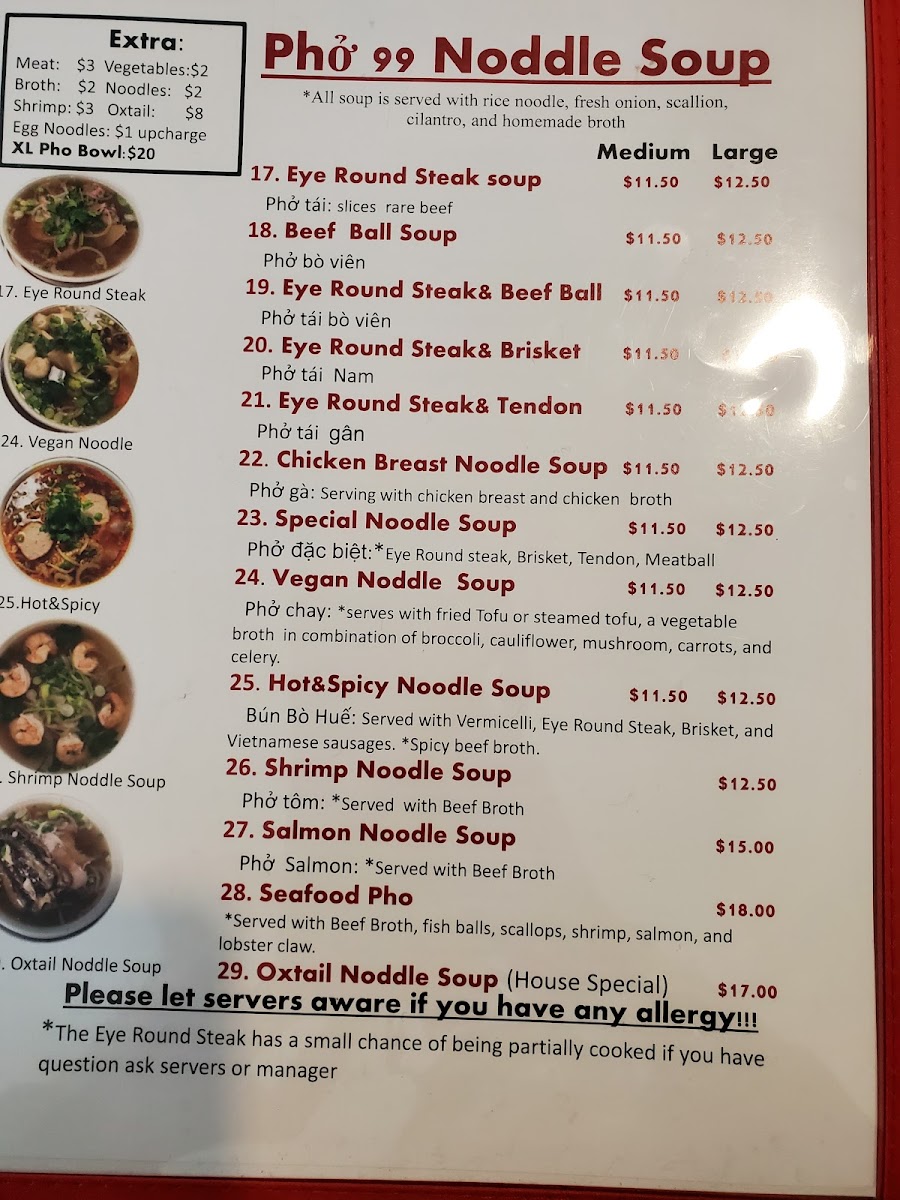 Extra:
Meat: $3 Vegetables:$2
Broth: $2 Noodles: $2
Shrimp: $3 Oxtail: $8
Egg Noodles: $1 upcharge
XL Pho Bowl:$20
Phở 99 Noddle Soup
*All soup is served with rice noodle, fresh onion, scallion,
cilantro, and homemade broth
Medium Large
17. Eye Round Steak soup $11.50 $12.50
Phở tái: slices rare beef
18. Beef Ball Soup $11.50 $12.50
Phở bò viên
19. Eye Round Steak& Beef Ball $11.50 $12.50
Phở tái bò viên
20. Eye Round Steak& Brisket $11.50
Phở tái Nam
21. Eye Round Steak& Tendon $11.50
Phở tái gân
22. Chicken Breast Noodle Soup $11.50 $12.50
Phở gà: Serving with chicken breast and chicken broth
23. Special Noodle Soup $11.50 $12.50
Phở đặc biệt:*Eye Round steak, Brisket, Tendon, Meatball
24. Vegan Noddle Soup $11.50 $12.50
Phở chay: *serves with fried Tofu or steamed tofu, a vegetable
broth in combination of broccoli, cauliflower, mushroom, carrots, and
celery.
25. Hot&Spicy Noodle Soup $11.50 $12.50
Bún Bò Huế: Served with Vermicelli, Eye Round Steak, Brisket, and
Vietnamese sausages. *Spicy beef broth.
26. Shrimp Noodle Soup $12.50
Phở tôm: *Served with Beef Broth
27. Salmon Noodle Soup $15.00
Phở Salmon: *Served with Beef Broth
28. Seafood Pho $18.00
*Served with Beef Broth, fish balls, scallops, shrimp, salmon, and
lobster claw.
29. Oxtail Noddle Soup (House Special) $17.00
17. Eye Round Steak
24. Vegan Noodle
25.Hot&Spicy
. Shrimp Noddle Soup
. Oxtail Noddle Soup
Please let servers aware if you have any allergy!!!
*The Eye Round Steak has a small chance of being partially cooked if you have
question ask servers or manager